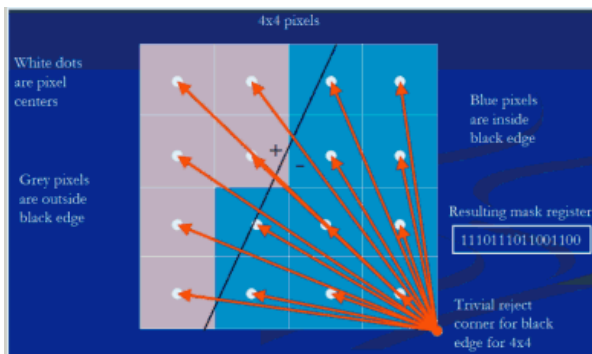 4x4 pixels
White dots
are pixel
centers
Blue pixels
are inside
black edge
+
-
Grey pixels
are outside
black edge
Resulting mask register
1110111011001100
Trivial reject
corner for black
edge for 4x4